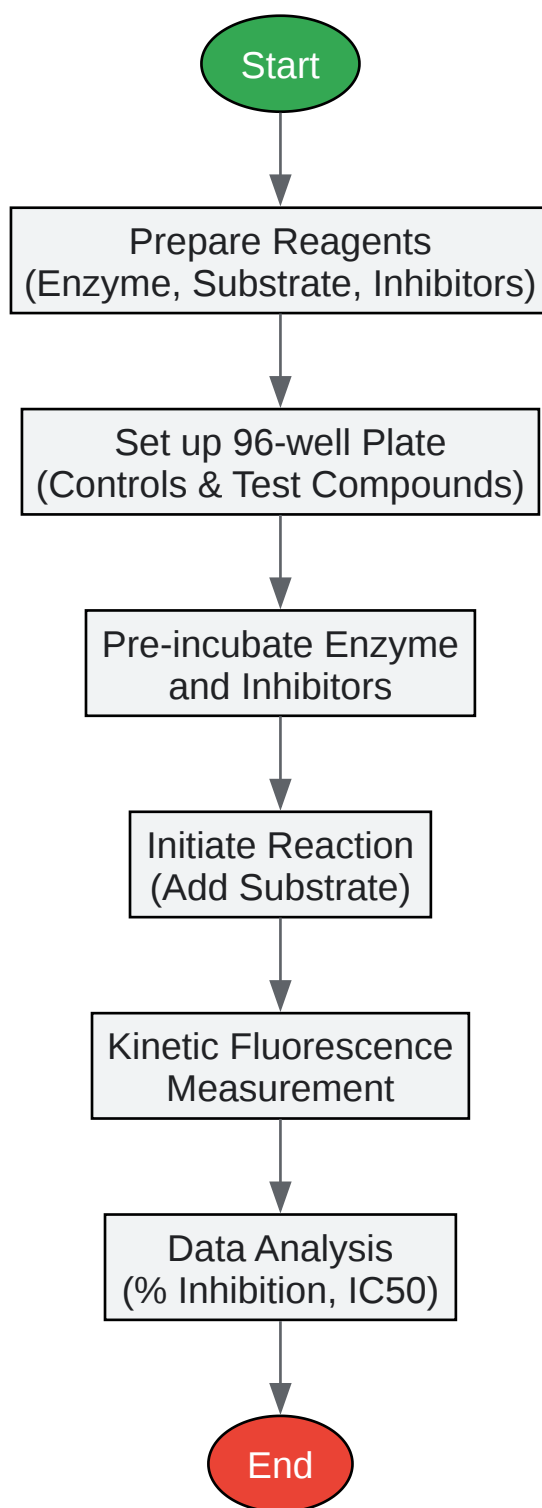 Start
Prepare Reagents
(Enzyme, Substrate, Inhibitors)
Set up 96-well Plate
(Controls & Test Compounds)
Pre-incubate Enzyme
and Inhibitors
Initiate Reaction
(Add Substrate)
Kinetic Fluorescence
Measurement
Data Analysis
(% Inhibition, IC50)
End